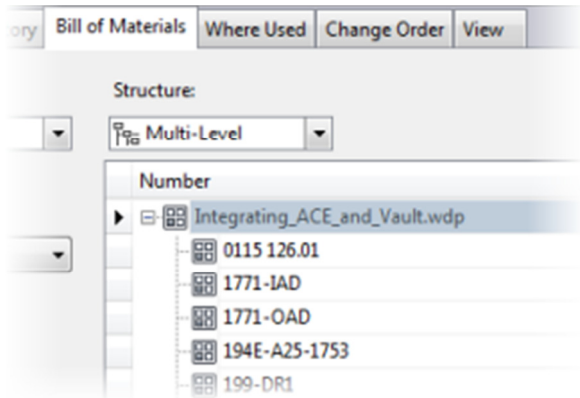 ory Bill of Materials Where Used Change Order View
Structure:
Multi-Level
Number
Integrating_ACE_and_Vault.wdp
0115 126.01
1771-IAD
1771-OAD
194E-A25-1753
199-DR1